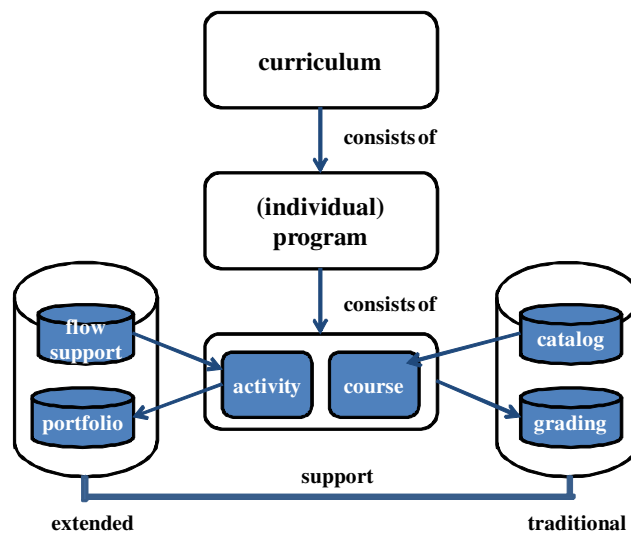 curriculum
consists of
(individual)
program
consists of
flow
support
catalog
activity
course
portfolio
grading
support
extended
traditional